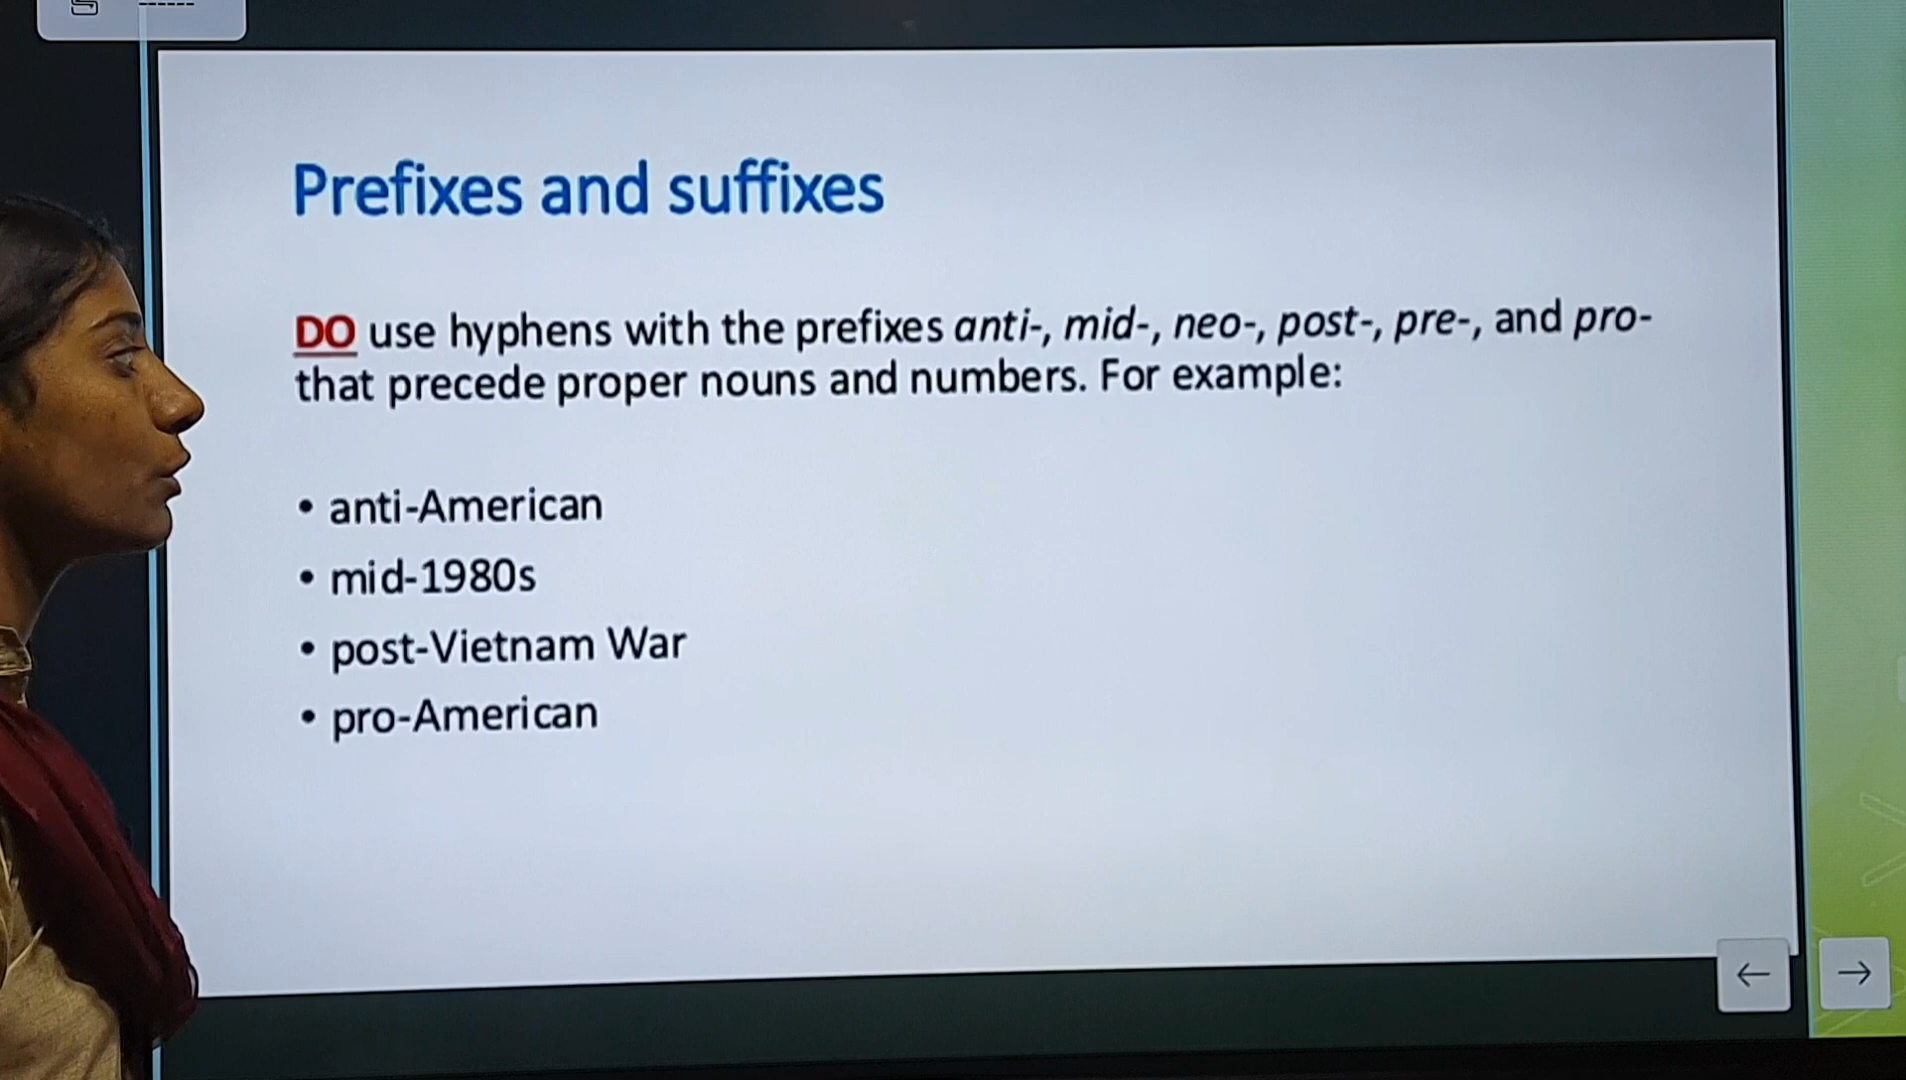 Prefixes and suffixes
DO use hyphens with the prefixes anti-, mid-, neo-, post-, pre-, and pro-
that precede proper nouns and numbers. For example:
• anti-American
• mid-1980s
• post-Vietnam War
• pro-American